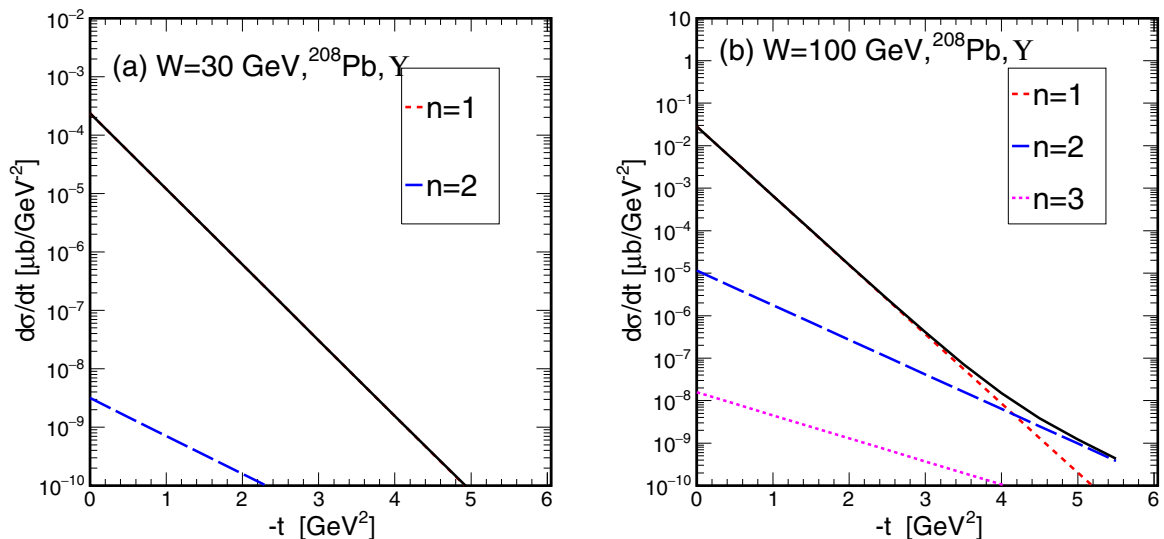 (a) W=30 GeV,²⁰⁸Pb, Υ
n=1
n=2
dσ/dt [μb/GeV⁻²]
10⁻²
10⁻³
10⁻⁴
10⁻⁵
10⁻⁶
10⁻⁷
10⁻⁸
10⁻⁹
10⁻¹⁰
0 1 2 3 4 5 6
-t [GeV²]
(b) W=100 GeV,²⁰⁸Pb, Υ
n=1
n=2
n=3
dσ/dt [μb/GeV⁻²]
10
1
10⁻¹
10⁻²
10⁻³
10⁻⁴
10⁻⁵
10⁻⁶
10⁻⁷
10⁻⁸
10⁻⁹
10⁻¹⁰
0 1 2 3 4 5 6
-t [GeV²]